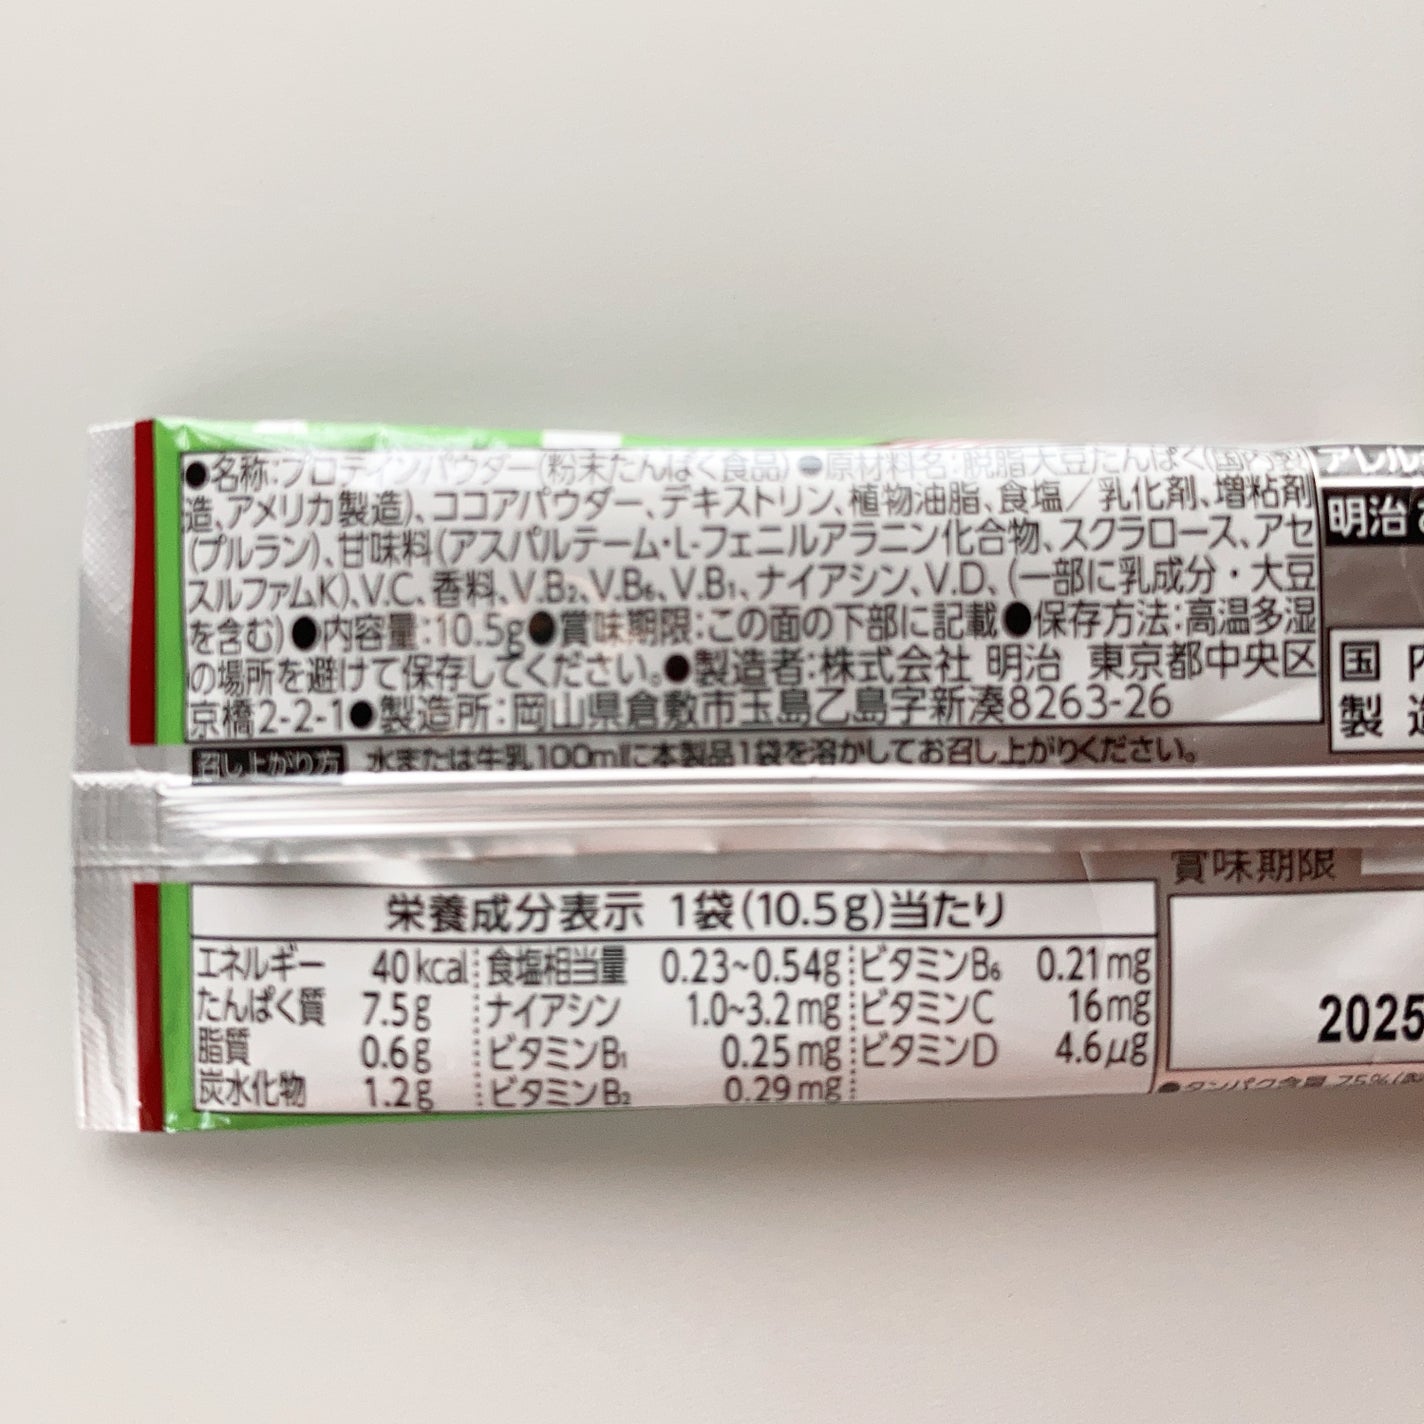 ●名称:プロテインパウダー(粉末たんぱく食品) ●原材料名:脱脂大豆たんぱく(国内製
造、アメリカ製造)、ココアパウダー、デキストリン、植物油脂、食塩/乳化剤、増粘剤
(プルラン)、甘味料(アスパルテーム・L-フェニルアラニン化合物、スクラロース、アセ
スルファムK)、V.C、香料、V.B₂、V.B₆、V.B₁、ナイアシン、V.D、(一部に乳成分・大豆
を含む)●内容量:10.5g●賞味期限:この面の下部に記載●保存方法:高温多湿
の場所を避けて保存してください。●製造者:株式会社 明治 東京都中央区
京橋2-2-1●製造所:岡山県倉敷市玉島乙島字新湊8263-26
召し上がり方 水または牛乳100mlに本製品1袋を溶かしてお召し上がりください。
アレル
明治
国 内
製 造
賞味期限
2025
●タンパク含量 75%
栄養成分表示 1袋(10.5g)当たり
エネルギー 40kcal 食塩相当量 0.23~0.54g ビタミンB₆ 0.21mg
たんぱく質 7.5g ナイアシン 1.0~3.2mg ビタミンC 16mg
脂質 0.6g ビタミンB₁ 0.25mg ビタミンD 4.6μg
炭水化物 1.2g ビタミンB₂ 0.29mg